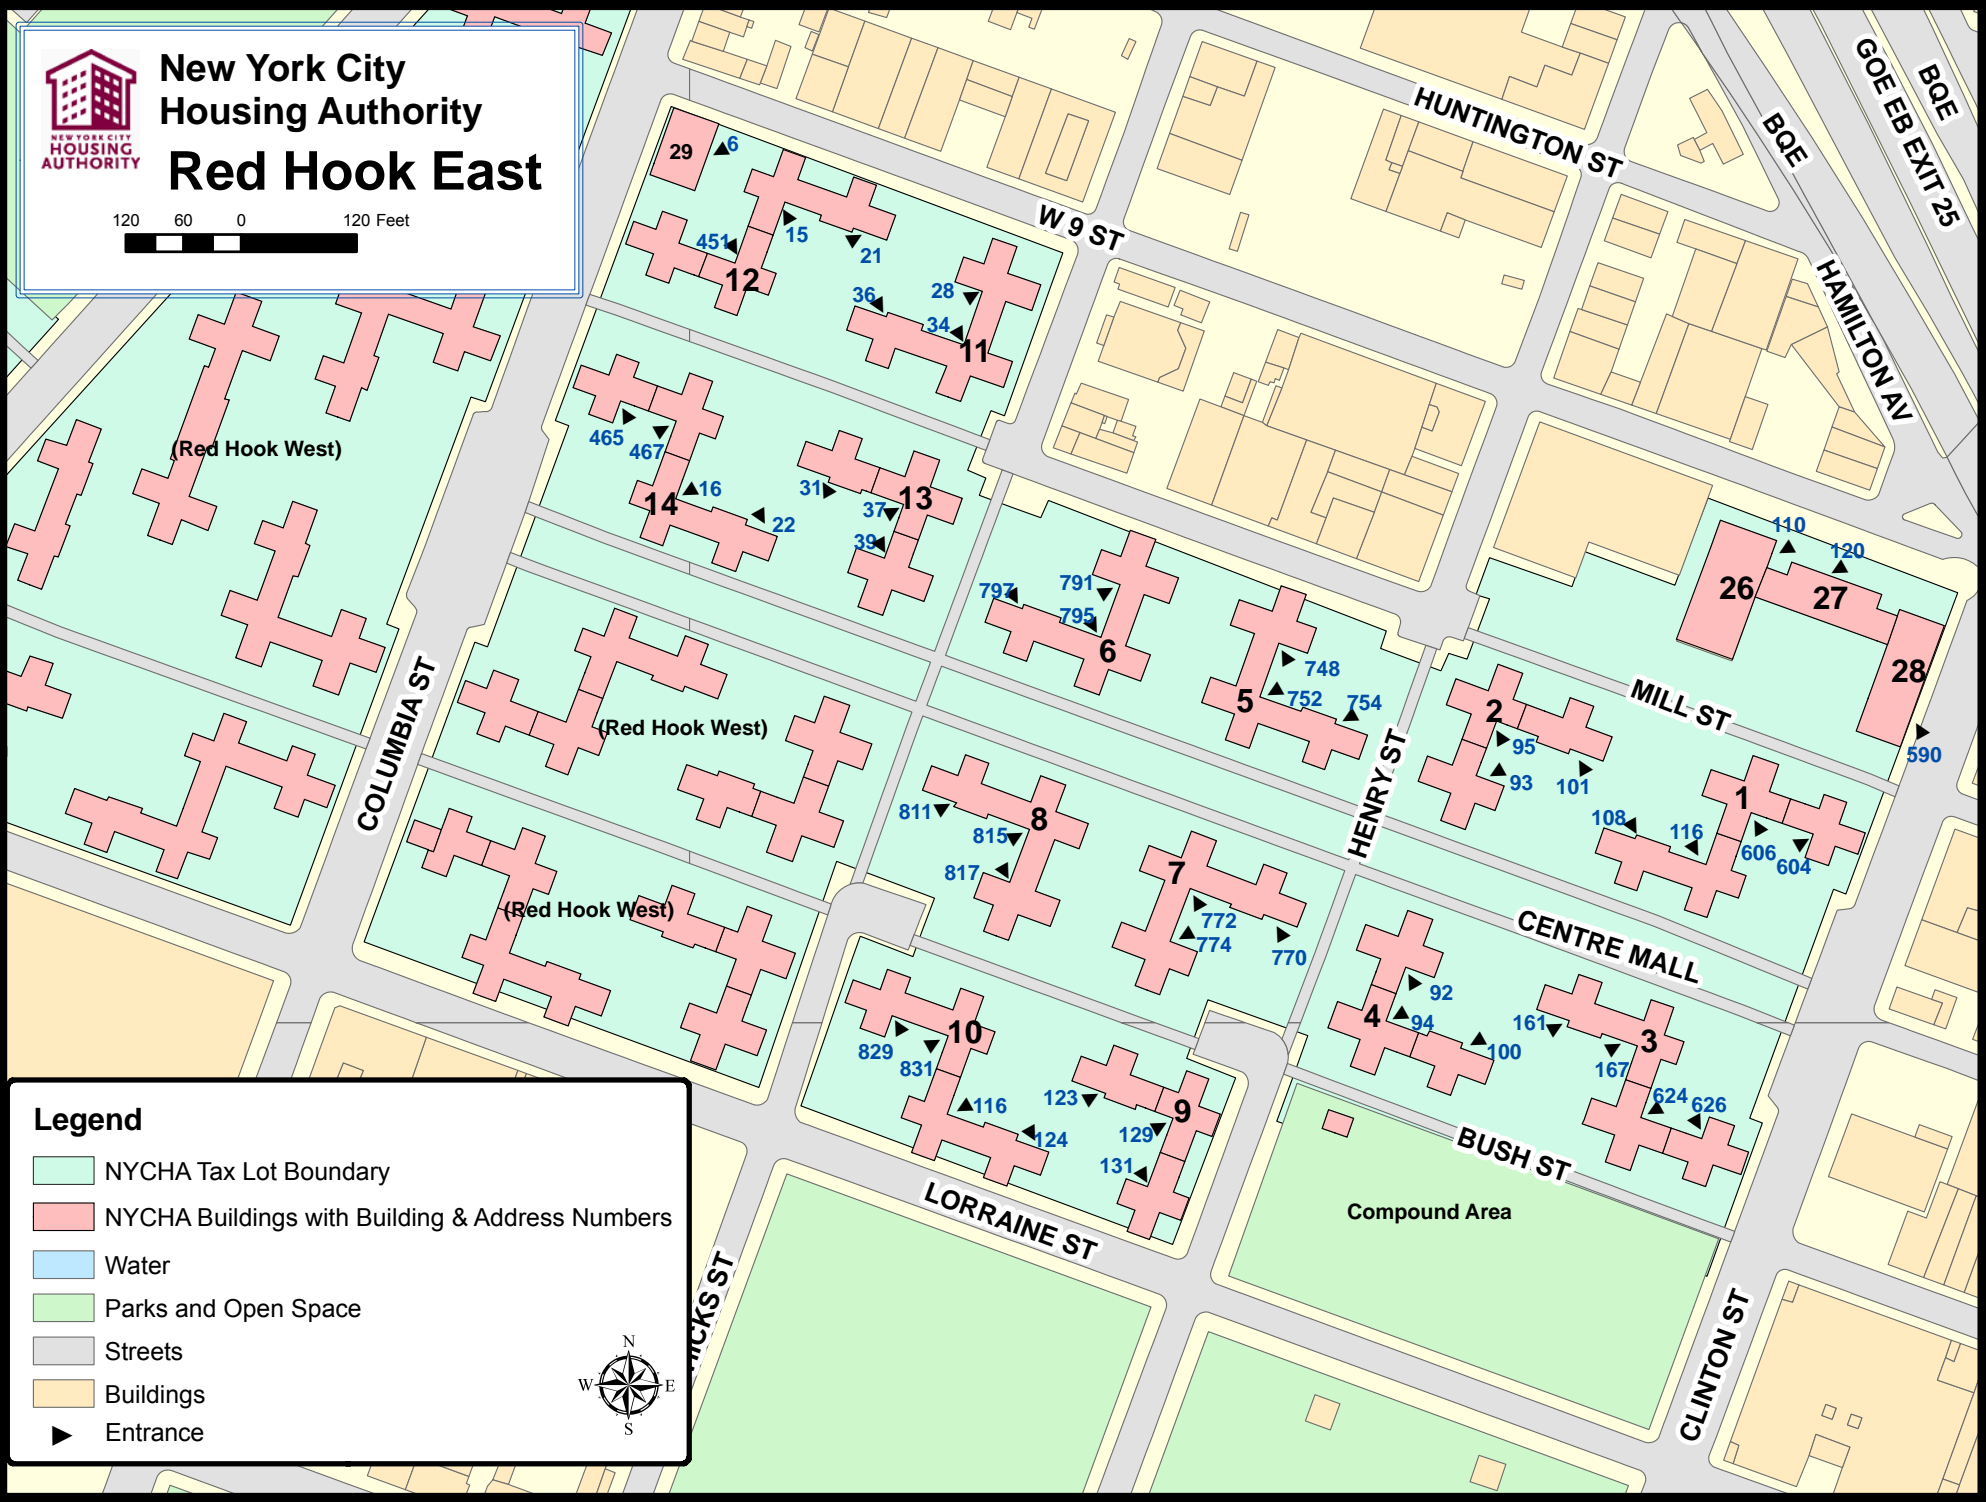 New York City
Housing Authority
Red Hook East
NEW YORK CITY
HOUSING
AUTHORITY
120 60 0 120 Feet
HUNTINGTON ST
BQE
GOE EB EXIT 25
BQE
W 9 ST
HAMILTON AV
29
6
15
21
451
12
36
28
34
11
(Red Hook West)
465
467
14
16
22
31
13
37
39
110
120
26
27
28
590
797
791
795
6
748
752
754
5
MILL ST
2
95
93
101
1
108
116
606
604
COLUMBIA ST
(Red Hook West)
HENRY ST
811
8
815
817
7
772
774
770
CENTRE MALL
(Red Hook West)
4
92
94
100
161
3
167
624
626
10
829
831
116
124
123
9
129
131
BUSH ST
Compound Area
LORRAINE ST
HICKS ST
CLINTON ST
Legend
NYCHA Tax Lot Boundary
NYCHA Buildings with Building & Address Numbers
Water
Parks and Open Space
Streets
Buildings
Entrance
N
W E
S